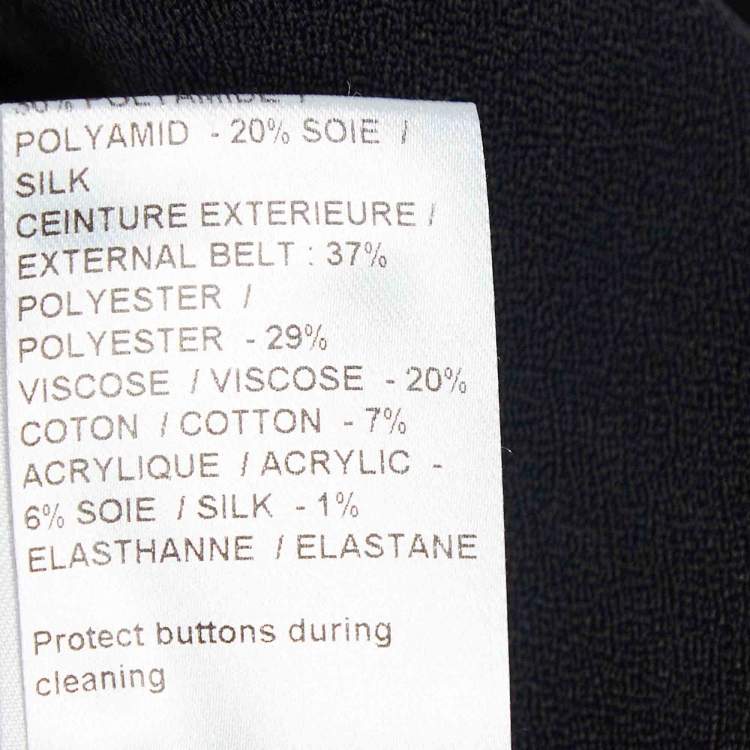 POLYAMID - 20% SOIE /
SILK
CEINTURE EXTERIEURE /
EXTERNAL BELT : 37%
POLYESTER /
POLYESTER - 29%
VISCOSE / VISCOSE - 20%
COTON / COTTON - 7%
ACRYLIQUE / ACRYLIC -
6% SOIE / SILK - 1%
ELASTHANNE / ELASTANE
Protect buttons during
cleaning